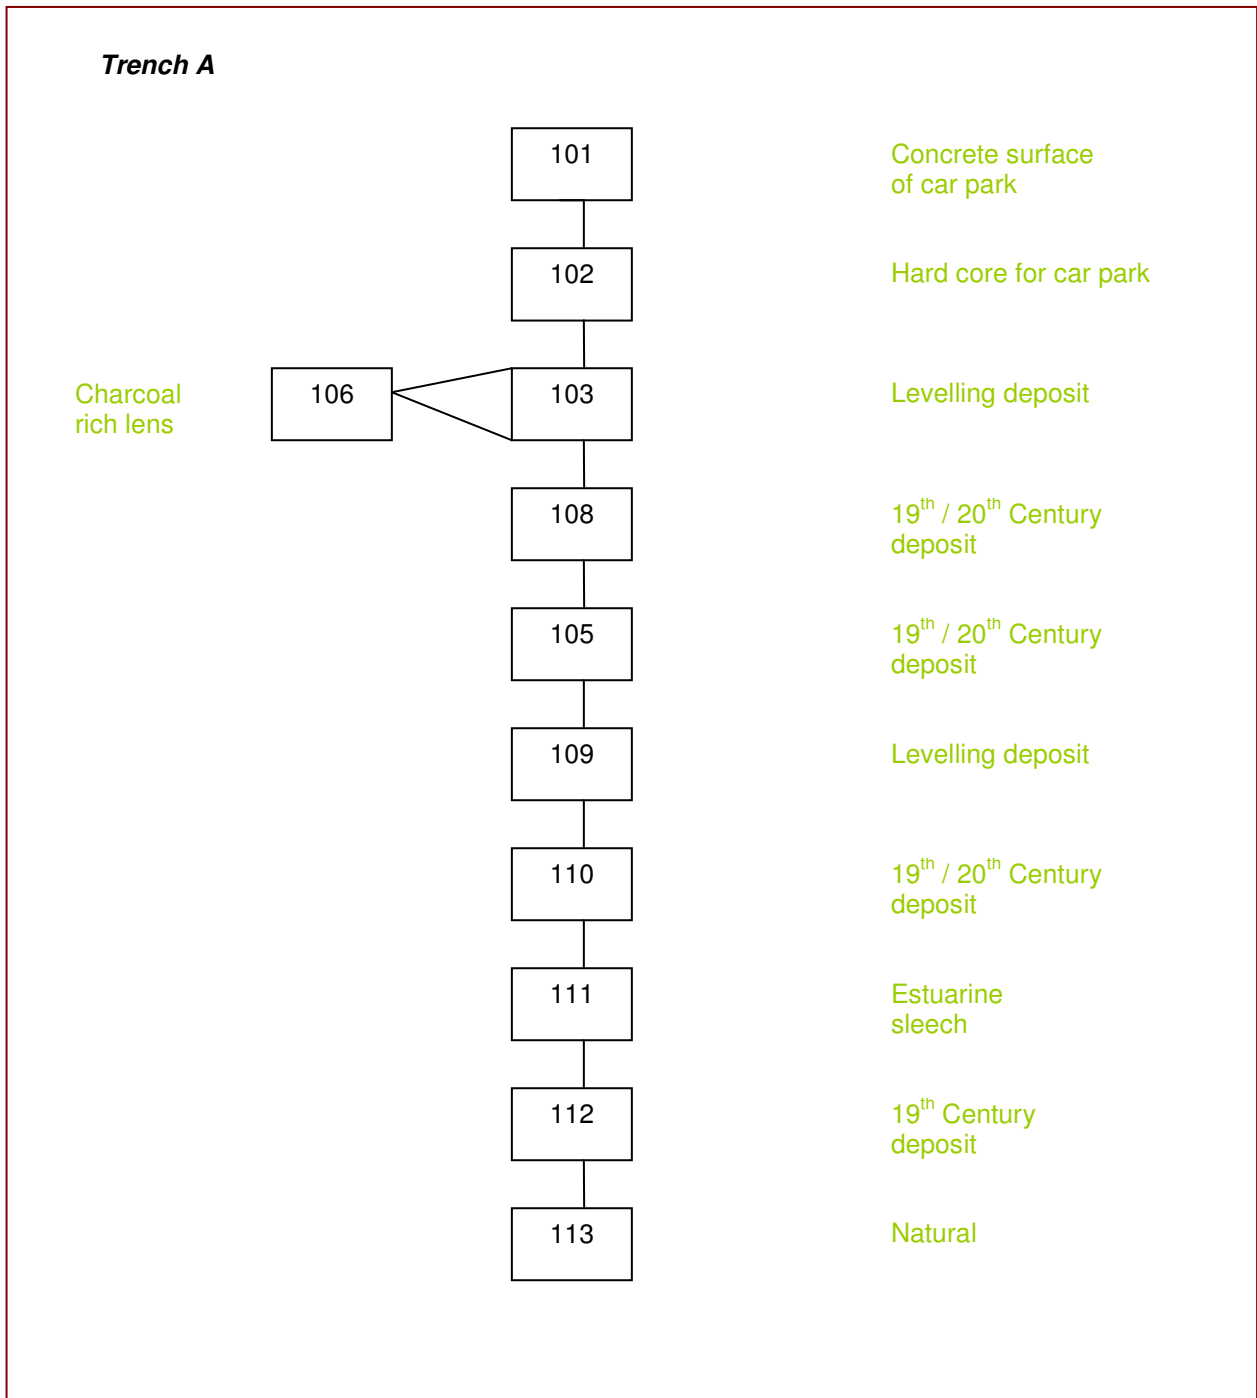 Trench A
101
Concrete surface
of car park
102
Hard core for car park
Charcoal
rich lens
106
103
Levelling deposit
108
19th / 20th Century
deposit
105
19th / 20th Century
deposit
109
Levelling deposit
110
19th / 20th Century
deposit
111
Estuarine
sleech
112
19th Century
deposit
113
Natural